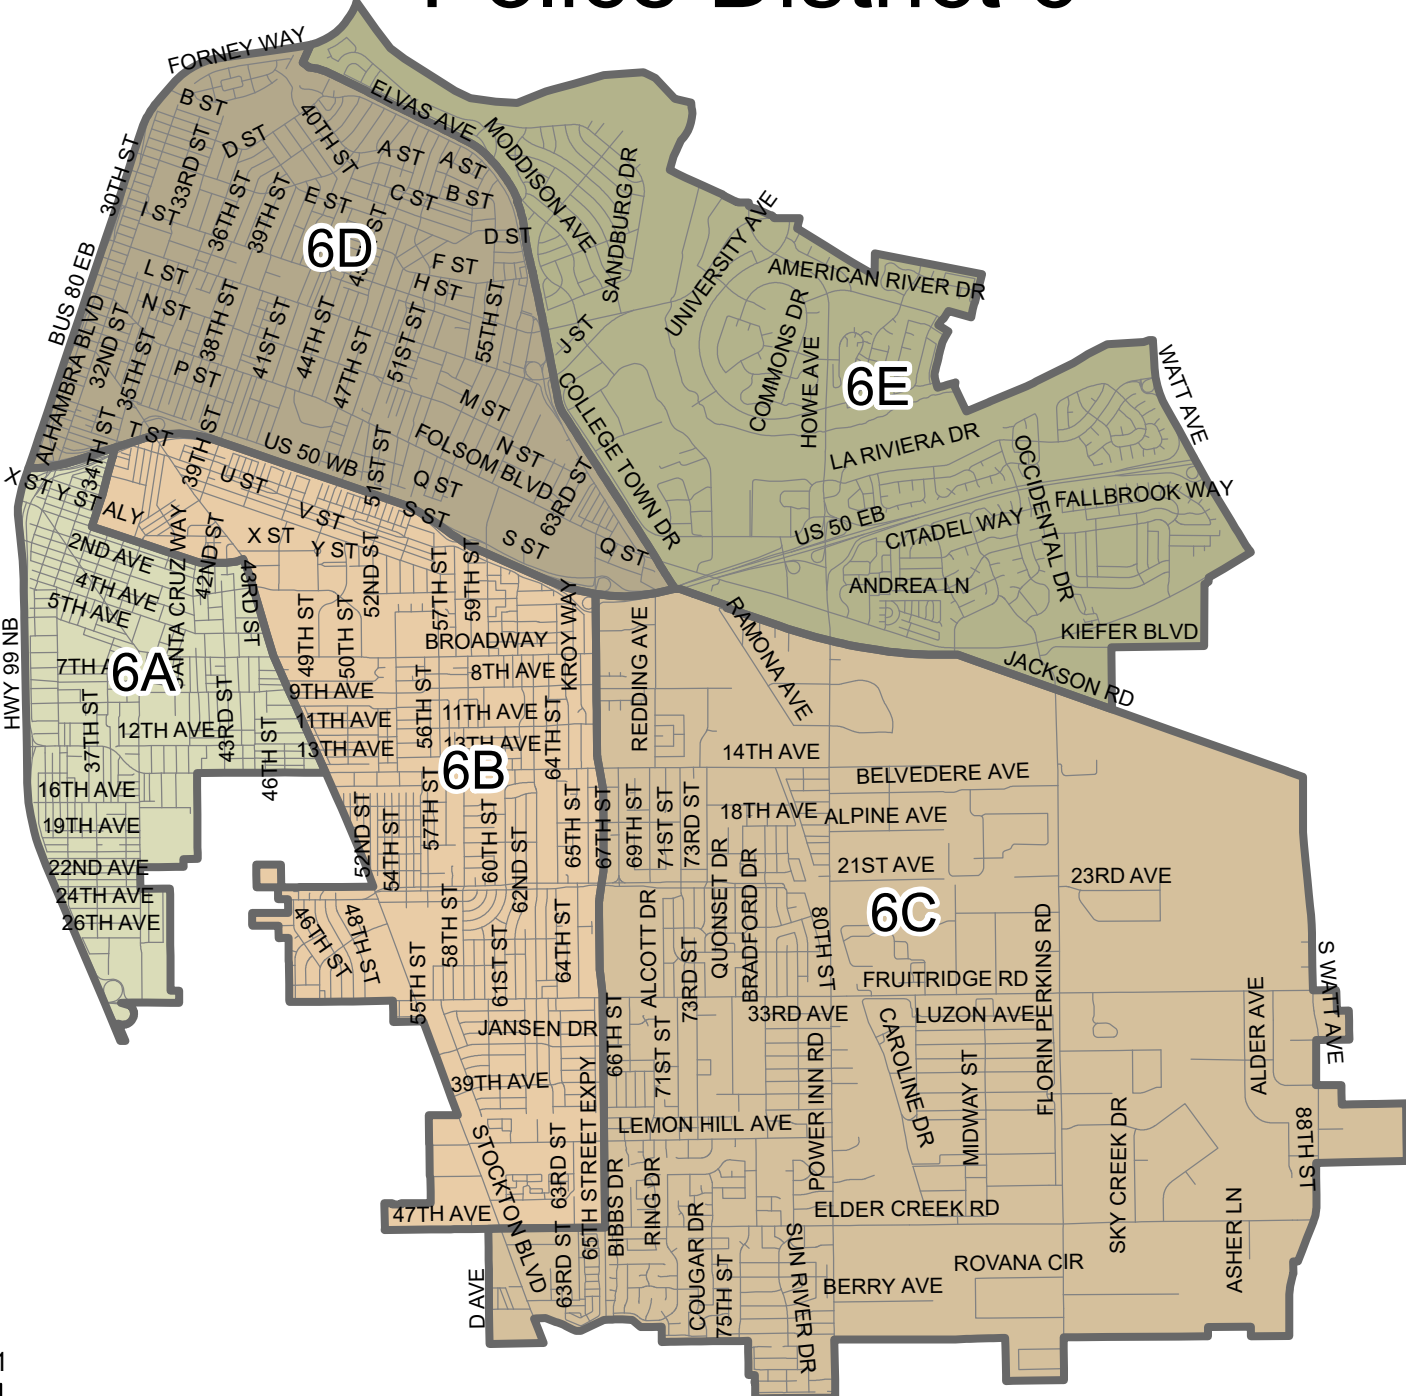 FORNEY WAY
B ST
ELVAS AVE
40TH ST
MODDISON AVE
33RD ST
D ST
A ST
A ST
30TH ST
SANDBURG DR
36TH ST
39TH ST
E ST
C ST
B ST
I ST
UNIVERSITY AVE
D ST
6D
F ST
H ST
L ST
AMERICAN RIVER DR
BUS 80 EB
N ST
38TH ST
41ST ST
44TH ST
47TH ST
51ST ST
55TH ST
J ST
COMMONS DR
HOWE AVE
ALHAMBRA BLVD
32ND ST
35TH ST
P ST
6E
WATT AVE
COLLEGE TOWN DR
M ST
34TH ST
T ST
39TH ST
US 50 WB
51ST ST
FOLSOM BLVD
N ST
LA RIVIERA DR
OCCIDENTAL DR
X ST
Y ST
U ST
Q ST
63RD ST
FALLBROOK WAY
ALY
V ST
S ST
US 50 EB
CITADEL WAY
X ST
Y ST
S ST
Q ST
2ND AVE
SANTA CRUZ WAY
42ND ST
43RD ST
52ND ST
57TH ST
59TH ST
4TH AVE
5TH AVE
ANDREA LN
49TH ST
50TH ST
KROY WAY
REDDING AVE
RAMONA AVE
BROADWAY
KIEFER BLVD
HWY 99 NB
7TH A
6A
8TH AVE
JACKSON RD
9TH AVE
56TH ST
37TH ST
12TH AVE
43RD ST
46TH ST
11TH AVE
11TH AVE
64TH ST
13TH AVE
13TH AVE
14TH AVE
6B
BELVEDERE AVE
16TH AVE
19TH AVE
52ND ST
54TH ST
57TH ST
60TH ST
62ND ST
65TH ST
67TH ST
69TH ST
71ST ST
73RD ST
18TH AVE
ALPINE AVE
22ND AVE
QUONSET DR
BRADFORD DR
21ST AVE
23RD AVE
24TH AVE
26TH AVE
46TH ST
48TH ST
58TH ST
6C
55TH ST
61ST ST
64TH ST
ALCOTT DR
73RD ST
80TH ST
FLORIN PERKINS RD
FRUITRIDGE RD
S WATT AVE
JANSEN DR
66TH ST
71ST ST
33RD AVE
POWER INN RD
CAROLINE DR
LUZON AVE
MIDWAY ST
ALDER AVE
39TH AVE
65TH STREET EXPY
LEMON HILL AVE
SKY CREEK DR
88TH ST
STOCKTON BLVD
63RD ST
BIBBS DR
RING DR
47TH AVE
ELDER CREEK RD
ASHER LN
63RD ST
COUGAR DR
75TH ST
SUN RIVER DR
ROVANA CIR
BERRY AVE
D AVE